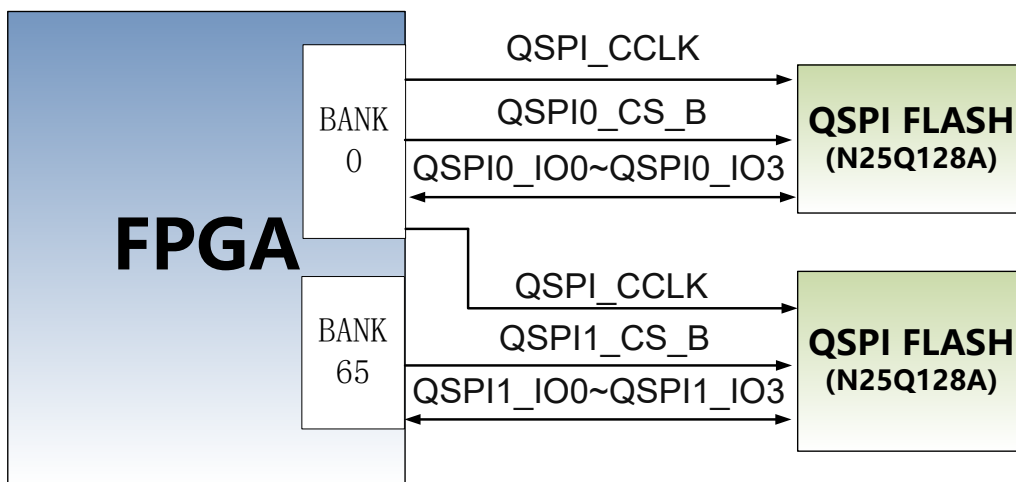 FPGA
BANK
0
QSPI_CCLK
QSPI0_CS_B
QSPI0_IO0~QSPI0_IO3
QSPI FLASH
(N25Q128A)
BANK
65
QSPI_CCLK
QSPI1_CS_B
QSPI1_IO0~QSPI1_IO3
QSPI FLASH
(N25Q128A)